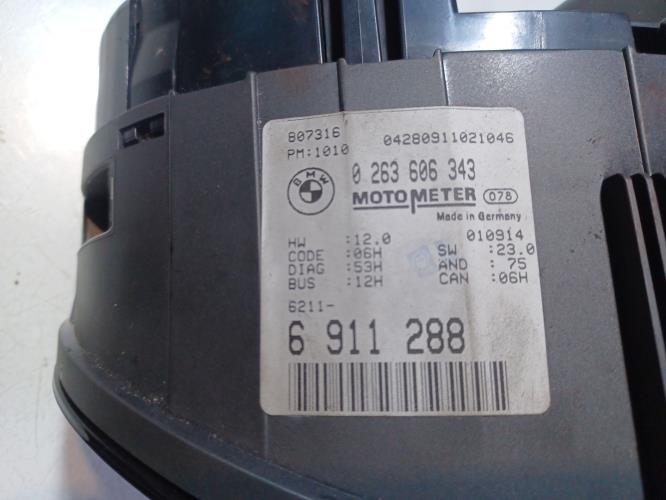 807316 04280911021046
PM:1010
BMW 0 263 606 343
MOTOMETER 078
Made in Germany
010914
HW :12.0 SW :23.0
CODE :06H AND : 75
DIAG :53H CAN :06H
BUS :12H
6211-
6 911 288